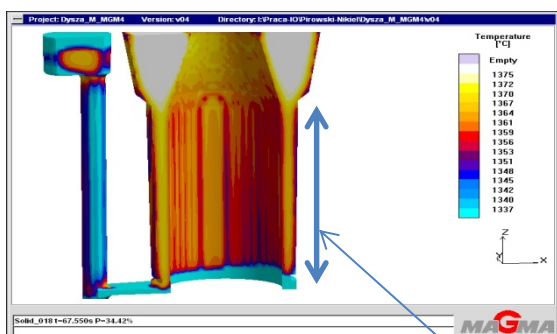 Project: Dysza_M_MGM4 Version: v04 Directory: I:\Praca-IO\Pirowski-Nikiel\Dysza_M_MGM4\v04
Temperature
[°C]
Empty
1375
1372
1370
1367
1364
1361
1359
1356
1353
1351
1348
1345
1342
1340
1337
Z
Y
X
Solid_0181=67.550s P=34.42%
MAGMA